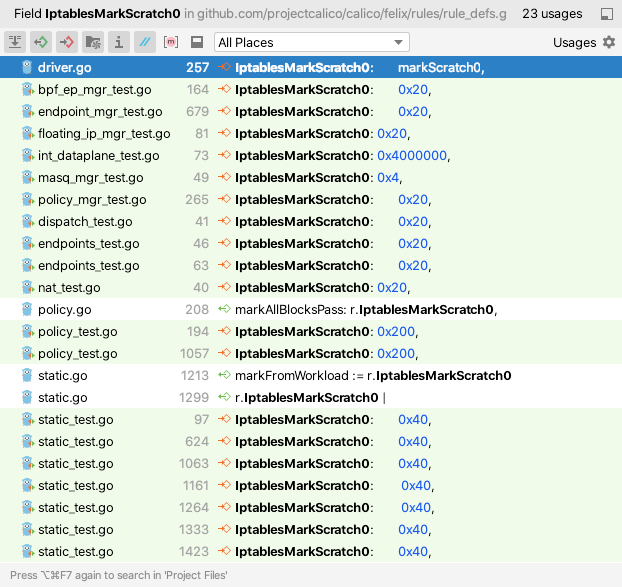 Field IptablesMarkScratch0 in github.com/projectcalico/calico/felix/rules/rule_defs.g 23 usages
All Places Usages
driver.go 257 IptablesMarkScratch0: markScratch0,
bpf_ep_mgr_test.go 164 IptablesMarkScratch0: 0x20,
endpoint_mgr_test.go 679 IptablesMarkScratch0: 0x20,
floating_ip_mgr_test.go 81 IptablesMarkScratch0: 0x20,
int_dataplane_test.go 73 IptablesMarkScratch0: 0x4000000,
masq_mgr_test.go 49 IptablesMarkScratch0: 0x4,
policy_mgr_test.go 265 IptablesMarkScratch0: 0x20,
dispatch_test.go 41 IptablesMarkScratch0: 0x20,
endpoints_test.go 46 IptablesMarkScratch0: 0x20,
endpoints_test.go 63 IptablesMarkScratch0: 0x20,
nat_test.go 40 IptablesMarkScratch0: 0x20,
policy.go 208 markAllBlocksPass: r.IptablesMarkScratch0,
policy_test.go 194 IptablesMarkScratch0: 0x200,
policy_test.go 1057 IptablesMarkScratch0: 0x200,
static.go 1213 markFromWorkload := r.IptablesMarkScratch0
static.go 1299 r.IptablesMarkScratch0 |
static_test.go 97 IptablesMarkScratch0: 0x40,
static_test.go 624 IptablesMarkScratch0: 0x40,
static_test.go 1063 IptablesMarkScratch0: 0x40,
static_test.go 1161 IptablesMarkScratch0: 0x40,
static_test.go 1264 IptablesMarkScratch0: 0x40,
static_test.go 1333 IptablesMarkScratch0: 0x40,
static_test.go 1423 IptablesMarkScratch0: 0x40,
Press ⌥⌘F7 again to search in 'Project Files'